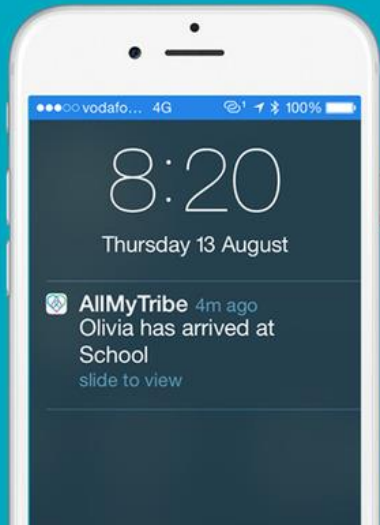 vodafo... 4G 1 100%
8:20
Thursday 13 August
AllMyTribe 4m ago
Olivia has arrived at
School
slide to view